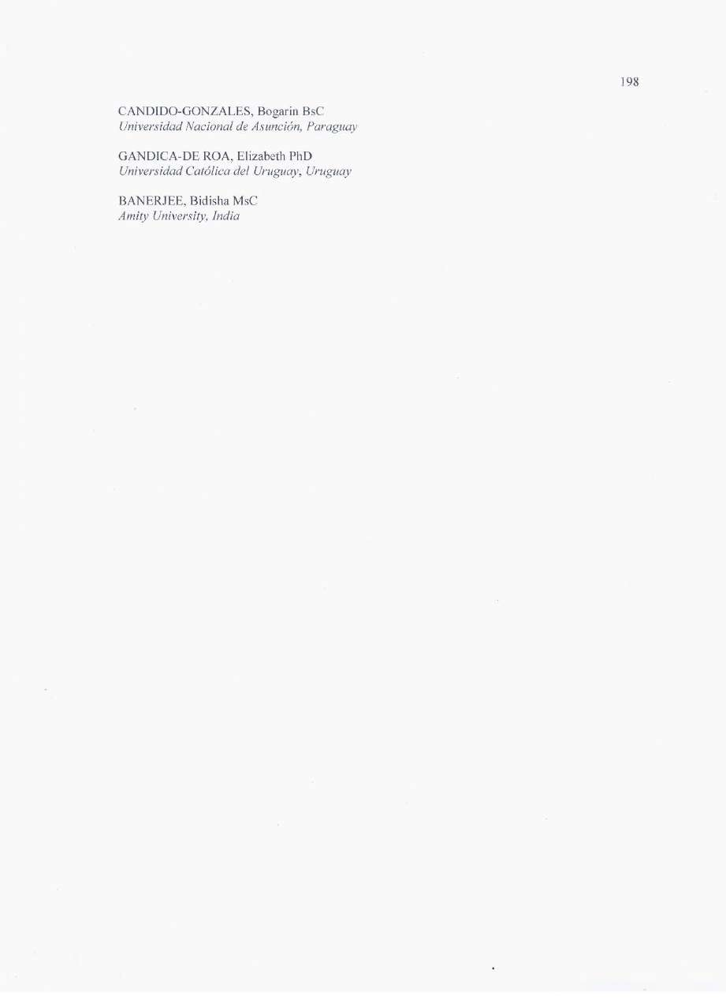 198
CANDIDO-GONZALES, Bogarin BsC
Universidad Nacional de Asunción, Paraguay
GANDICA-DE ROA, Elizabeth PhD
Universidad Católica del Uruguay, Uruguay
BANERJEE, Bidisha MsC
Amity University, India